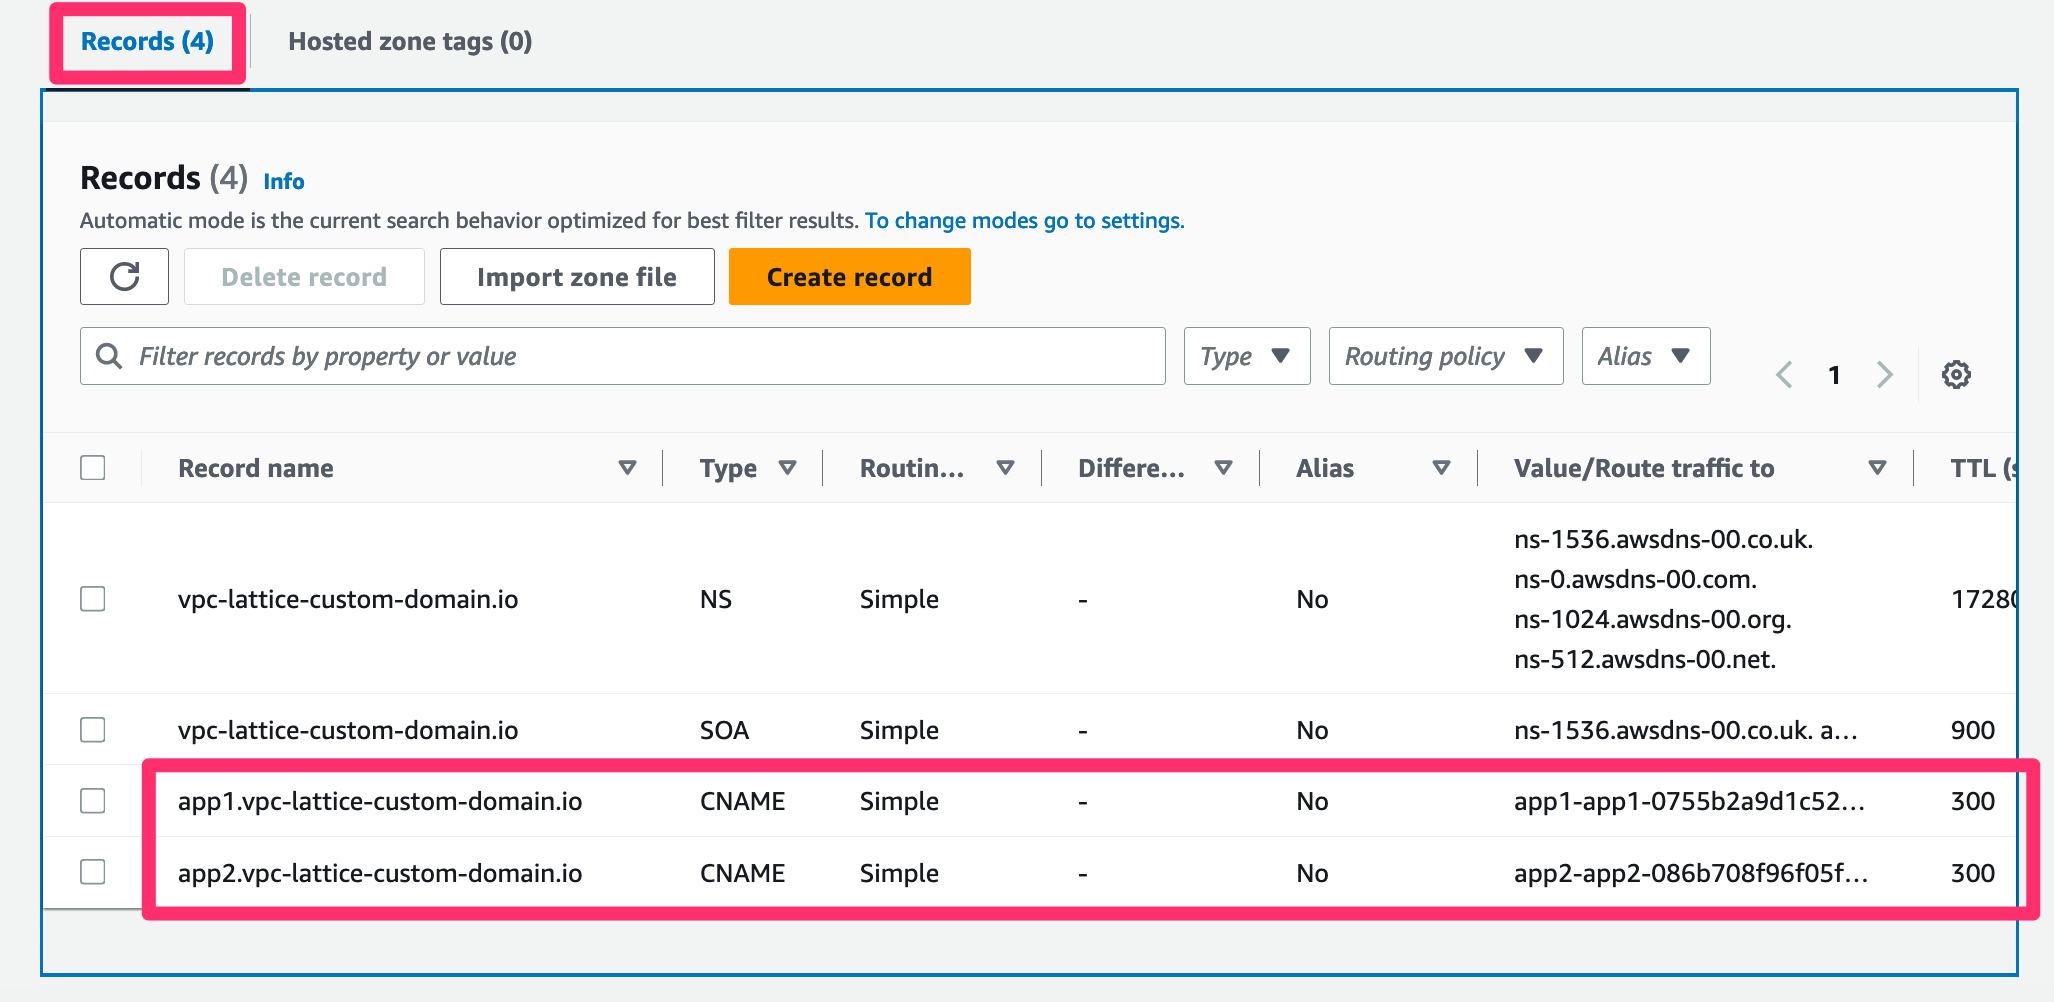 Records (4) Hosted zone tags (0)
Records (4) Info
Automatic mode is the current search behavior optimized for best filter results. To change modes go to settings.
Delete record Import zone file Create record
Filter records by property or value Type Routing policy Alias 1
Record name Type Routin... Differe... Alias Value/Route traffic to TTL (s
vpc-lattice-custom-domain.io NS Simple - No ns-1536.awsdns-00.co.uk.
ns-0.awsdns-00.com.
ns-1024.awsdns-00.org.
ns-512.awsdns-00.net.
17280
vpc-lattice-custom-domain.io SOA Simple - No ns-1536.awsdns-00.co.uk. a... 900
app1.vpc-lattice-custom-domain.io CNAME Simple - No app1-app1-0755b2a9d1c52... 300
app2.vpc-lattice-custom-domain.io CNAME Simple - No app2-app2-086b708f96f05f... 300